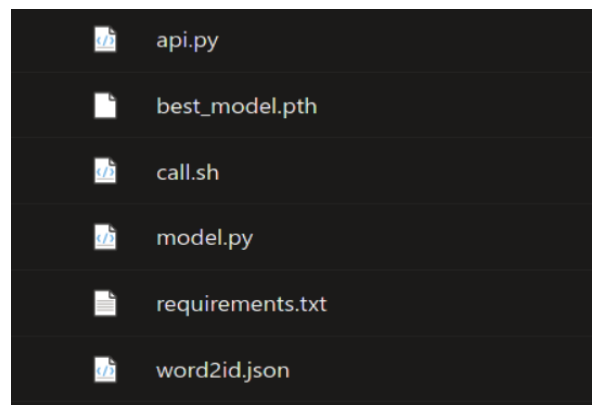 api.py
best_model.pth
call.sh
model.py
requirements.txt
word2id.json